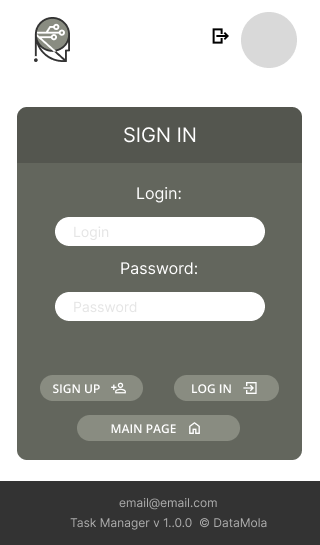 SIGN IN
Login:
Login
Password:
Password
SIGN UP
LOG IN
MAIN PAGE
email@email.com
Task Manager v 1..0.0 © DataMola